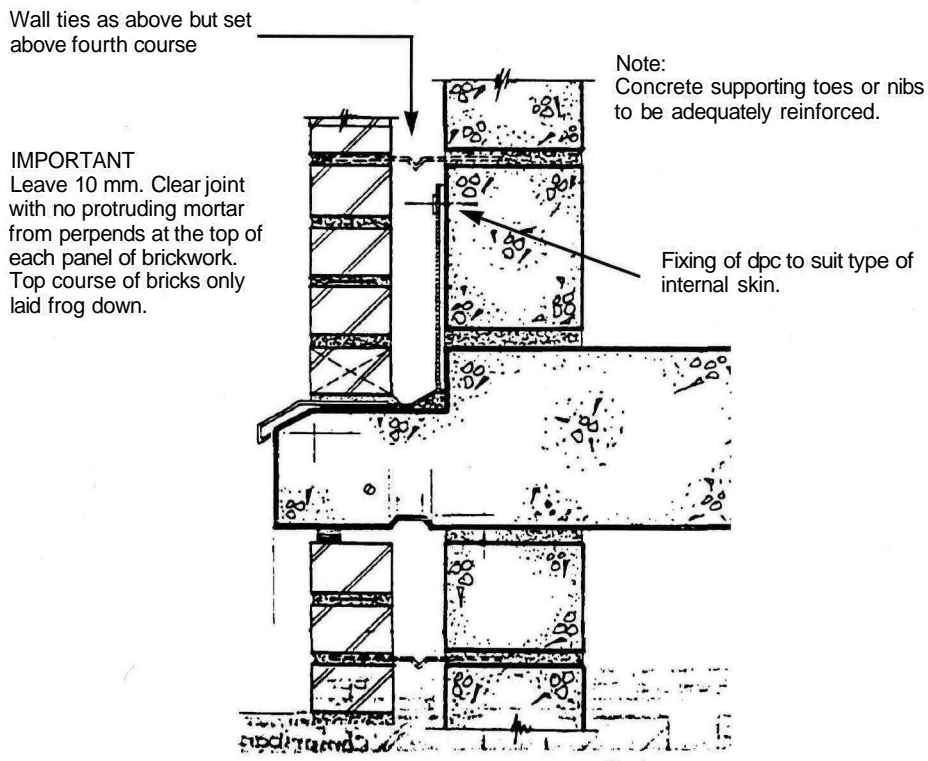 Wall ties as above but set
above fourth course
Note:
Concrete supporting toes or nibs
to be adequately reinforced.
IMPORTANT
Leave 10 mm. Clear joint
with no protruding mortar
from perpends at the top of
each panel of brickwork.
Top course of bricks only
laid frog down.
Fixing of dpc to suit type of
internal skin.